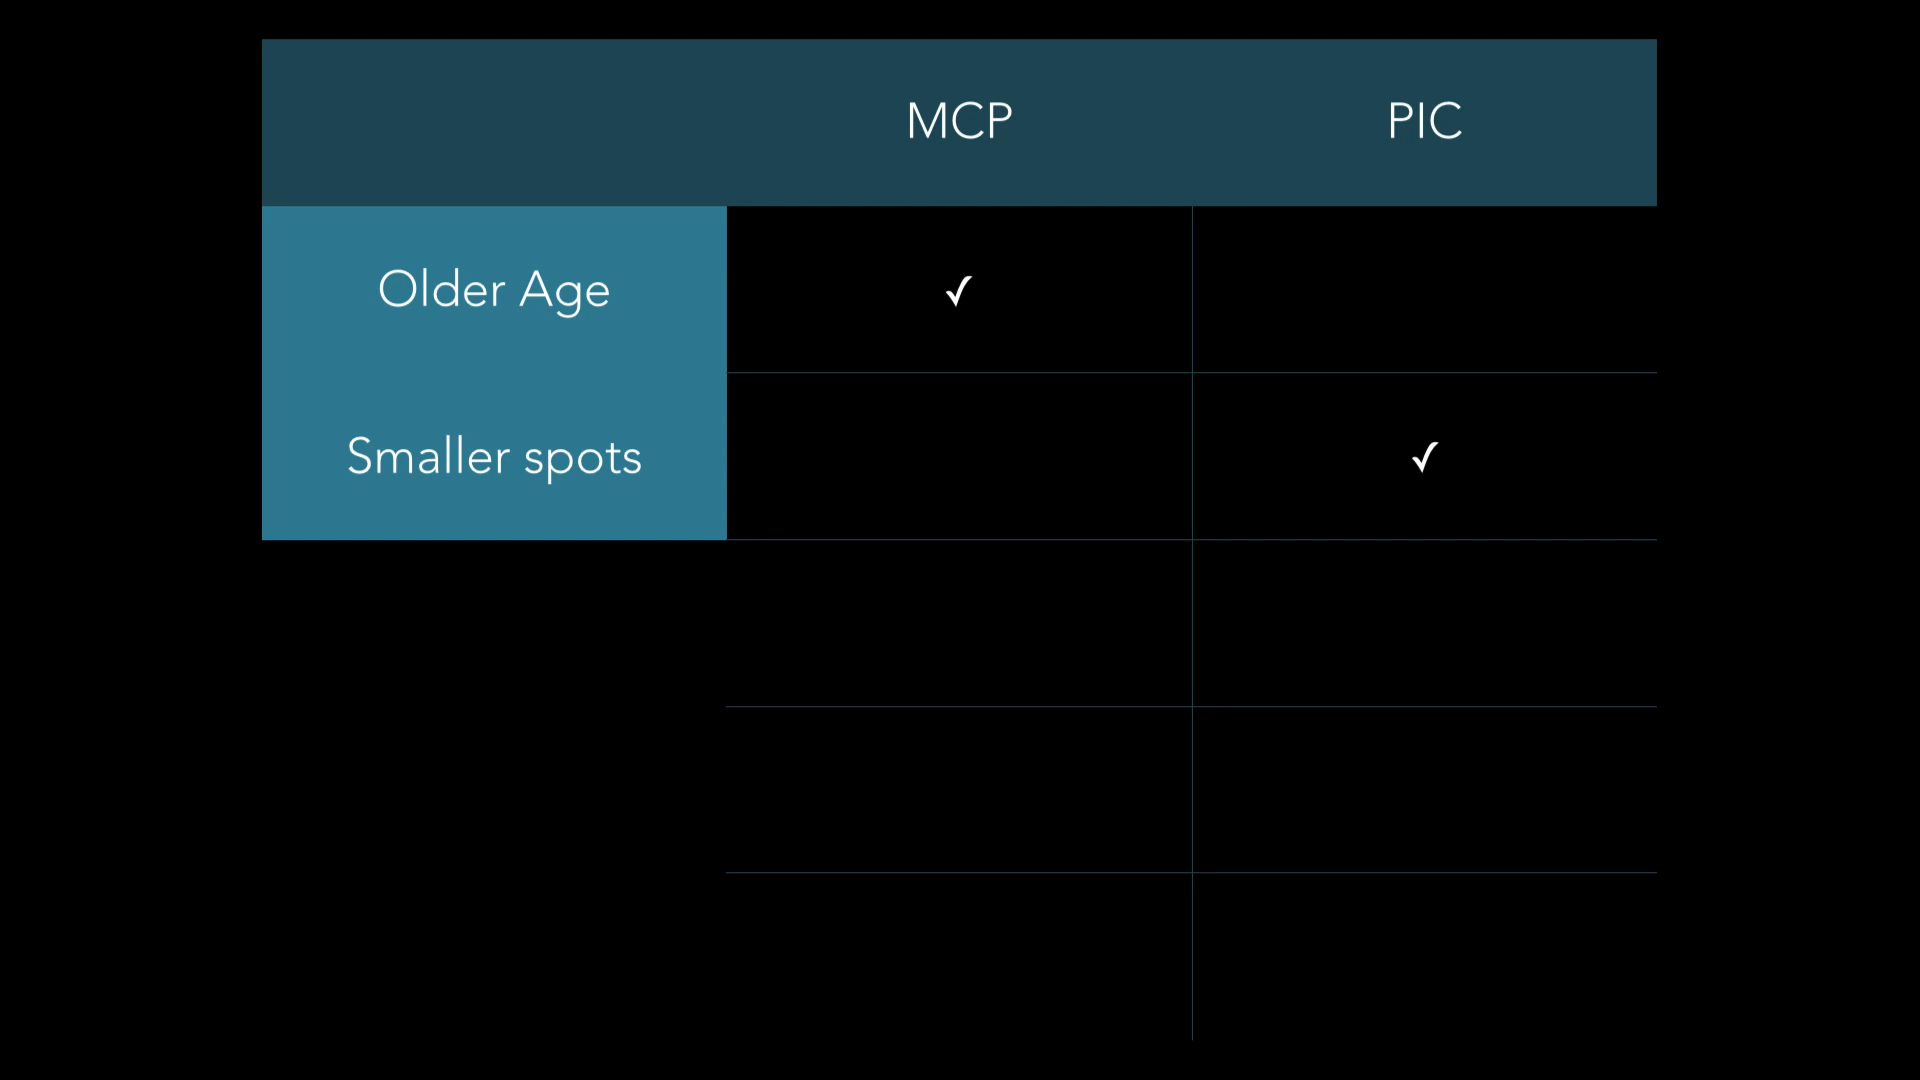 MCP PIC
Older Age ✓
Smaller spots ✓